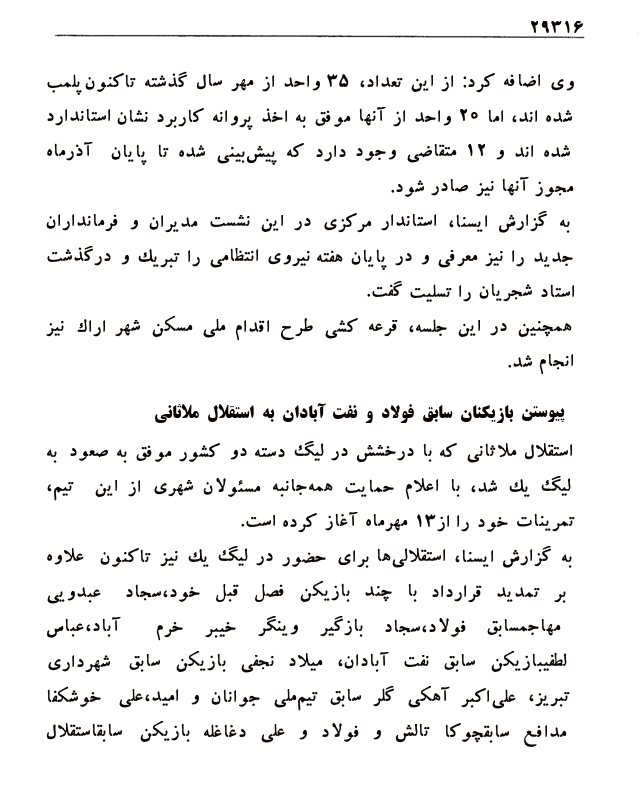 ۲۹۳۱۶
وی اضافه کرد: از این تعداد، ۳۵ واحد از مهر سال گذشته تاکنون پلمب
شده اند، اما ۲۰ واحد از آنها موفق به اخذ پروانه کاربرد نشان استاندارد
شده اند و ۱۲ متقاضی وجود دارد که پیش‌بینی شده تا پایان آذرماه
مجوز آنها نیز صادر شود.
به گزارش ایسنا، استاندار مرکزی در این نشست مدیران و فرمانداران
جدید را نیز معرفی و در پایان هفته نیروی انتظامی را تبریك و درگذشت
استاد شجریان را تسلیت گفت.
همچنین در این جلسه، قرعه کشی طرح اقدام ملی مسکن شهر اراك نیز
انجام شد.
پیوستن بازیکنان سابق فولاد و نفت آبادان به استقلال ملاثانی
استقلال ملاثانی که با درخشش در لیگ دسته دو کشور موفق به صعود به
لیگ یك شد، با اعلام حمایت همه‌جانبه مسئولان شهری از این تیم،
تمرینات خود را از۱۳ مهرماه آغاز کرده است.
به گزارش ایسنا، استقلالی‌ها برای حضور در لیگ یك نیز تاکنون علاوه
بر تمدید قرارداد با چند بازیکن فصل قبل خود،سجاد عبدویی
مهاجمسابق فولاد،سجاد بازگیر وینگر خیبر خرم آباد،عباس
لطفیبازیکن سابق نفت آبادان، میلاد نجفی بازیکن سابق شهرداری
تبریز، علی‌اکبر آهکی گلر سابق تیم‌ملی جوانان و امید،علی خوشکفا
مدافع سابقچوکا تالش و فولاد و علی دغاغله بازیکن سابقاستقلال